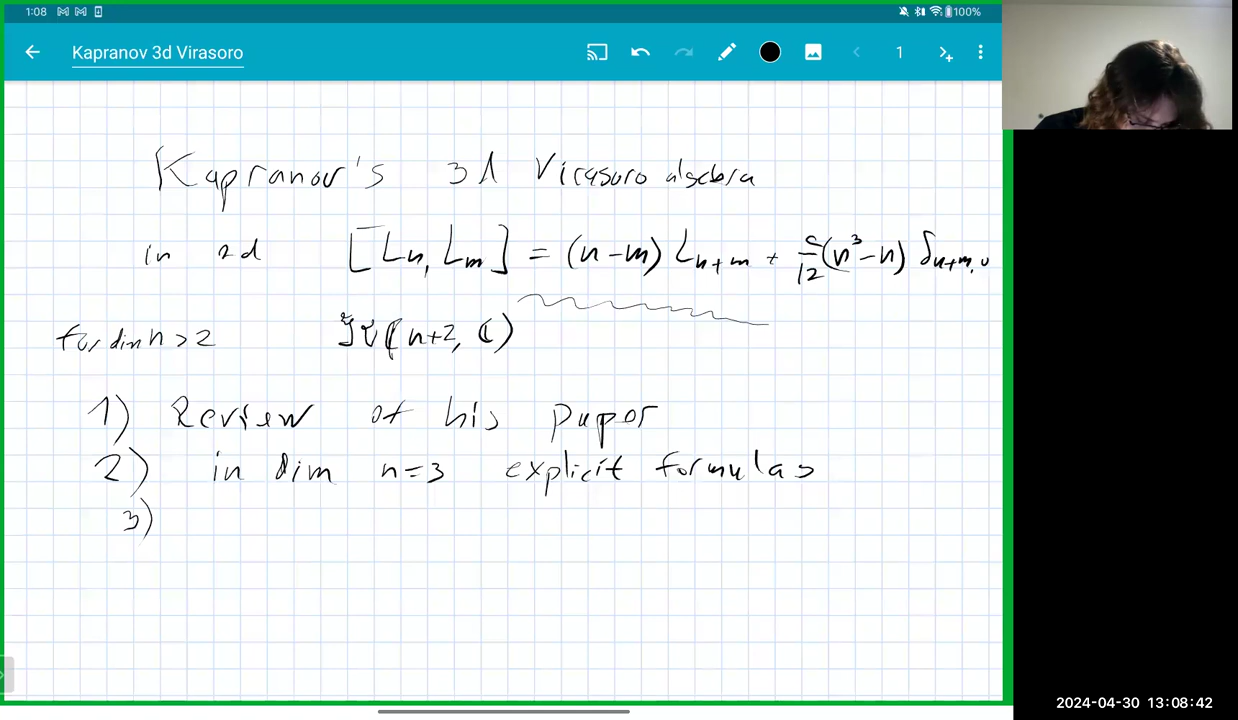 1:08
100%
Kapranov 3d Virasoro
1
Kapranov's 3d Virasoro algebra
in 2d [Ln, Lm] = (n-m) Ln+m + c/12 (n³-n) δn+m,0
for dim n > 2 (n+2, ℂ)
1) Review of his paper
2) in dim n=3 explicit formulas
3)
2024-04-30 13:08:42